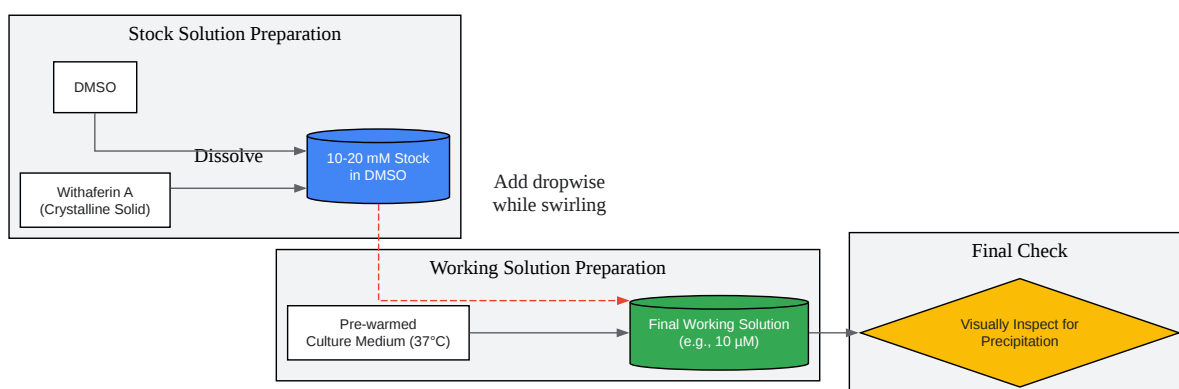 Stock Solution Preparation
DMSO
Dissolve
10-20 mM Stock
in DMSO
Withaferin A
(Crystalline Solid)
Add dropwise
while swirling
Working Solution Preparation
Pre-warmed
Culture Medium (37°C)
Final Working Solution
(e.g., 10 µM)
Final Check
Visually Inspect for
Precipitation